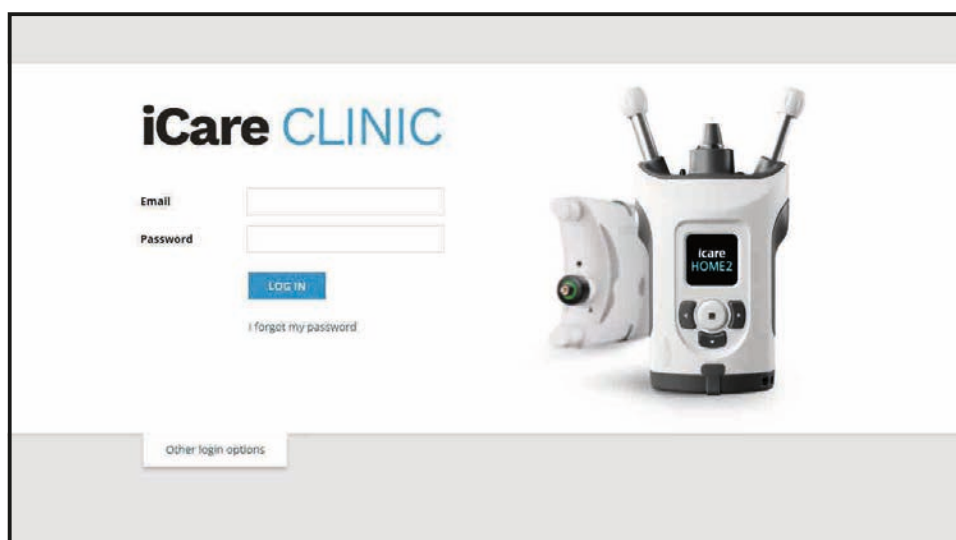 iCare CLINIC
Email
Password
LOG IN
I forgot my password
Other login options
icare
HOME2